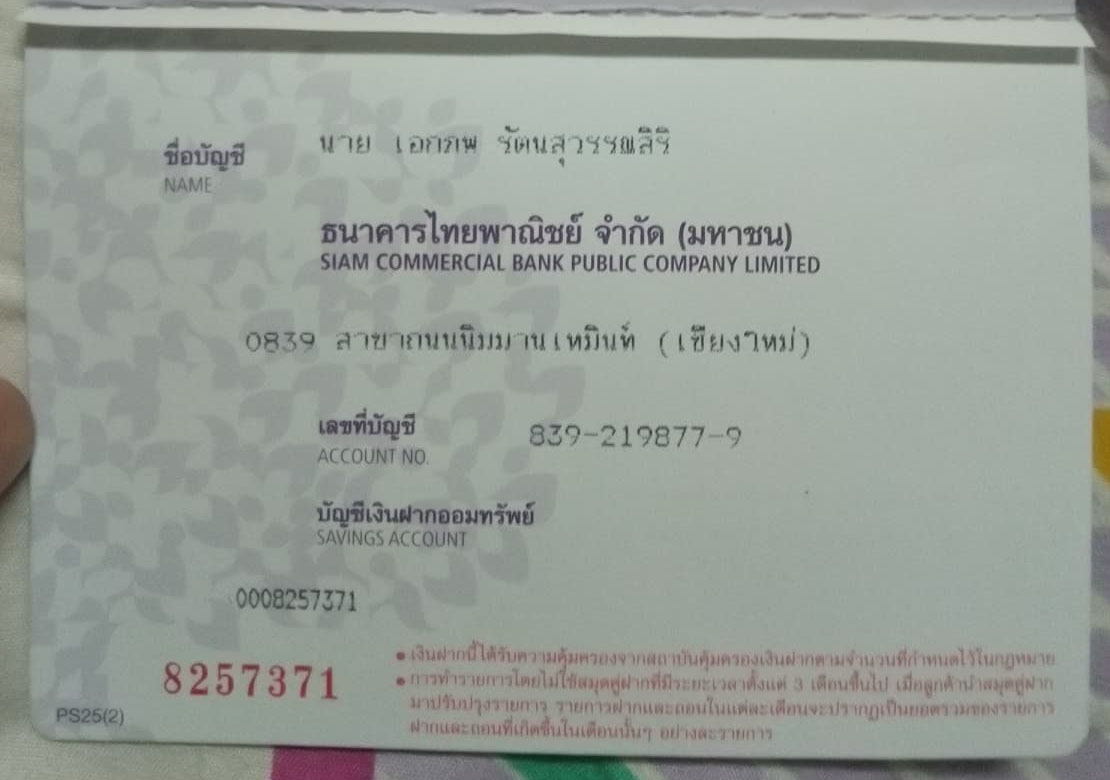 ชื่อบัญชี นาย เอกภพ รัตนสุวรรณสิริ
NAME
ธนาคารไทยพาณิชย์ จำกัด (มหาชน)
SIAM COMMERCIAL BANK PUBLIC COMPANY LIMITED
0839 สาขาถนนนิมมานเหมินท์ (เชียงใหม่)
เลขที่บัญชี 839-219877-9
ACCOUNT NO.
บัญชีเงินฝากออมทรัพย์
SAVINGS ACCOUNT
0008257371
8257371
PS25(2)
• เงินฝากนี้ได้รับความคุ้มครองจากสถาบันคุ้มครองเงินฝากตามจำนวนที่กำหนดไว้ในกฎหมาย
• การทำรายการโดยไม่ใช้สมุดคู่ฝากที่มีระยะเวลาตั้งแต่ 3 เดือนขึ้นไป เมื่อลูกค้านำสมุดคู่ฝาก
มาปรับปรุงรายการ รายการฝากและถอนในแต่ละเดือนจะปรากฏเป็นยอดรวมของรายการ
ฝากและถอนที่เกิดขึ้นในเดือนนั้นๆ อย่างละรายการ